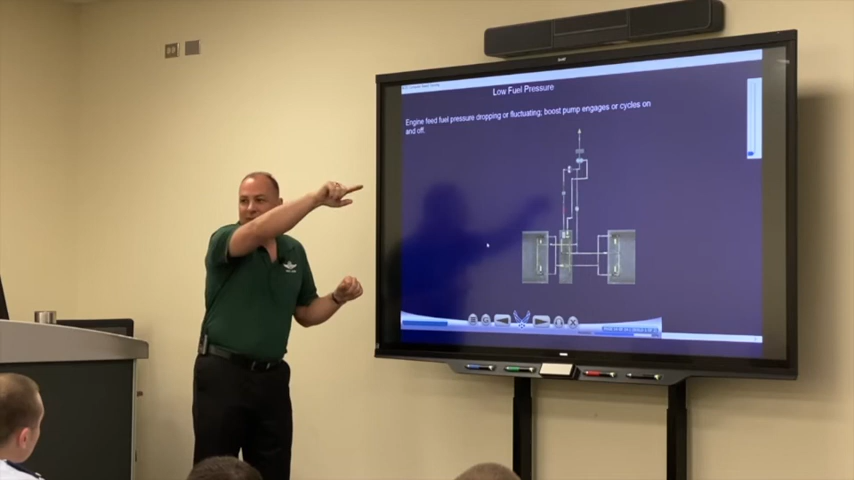 Low Fuel Pressure
Engine feed fuel pressure dropping or fluctuating; boost pump engages or cycles on
and off.